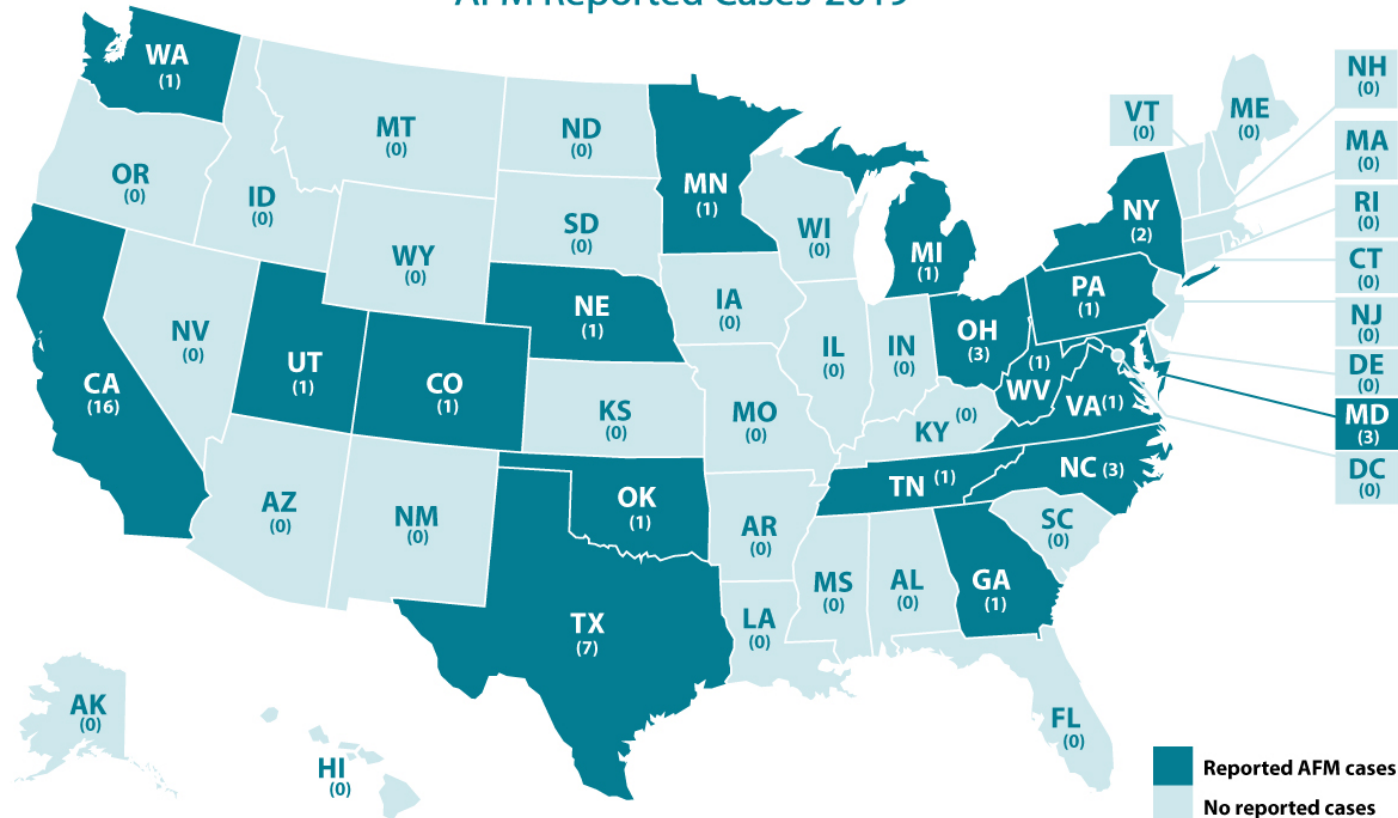 AFM Reported Cases 2019
WA
(1)
MT
(0)
ND
(0)
OR
(0)
ID
(0)
MN
(1)
SD
(0)
WI
(0)
WY
(0)
MI
(1)
NY
(2)
VT
(0)
ME
(0)
NH
(0)
MA
(0)
RI
(0)
CT
(0)
NJ
(0)
DE
(0)
MD
(3)
DC
(0)
NE
(1)
IA
(0)
PA
(1)
NV
(0)
UT
(1)
CO
(1)
IL
(0)
IN
(0)
OH
(3)
(1)
WV
VA(1)
CA
(16)
KS
(0)
MO
(0)
KY (0)
TN (1)
NC (3)
AZ
(0)
NM
(0)
OK
(1)
AR
(0)
SC
(0)
MS
(0)
AL
(0)
GA
(1)
TX
(7)
LA
(0)
FL
(0)
AK
(0)
HI
(0)
Reported AFM cases
No reported cases